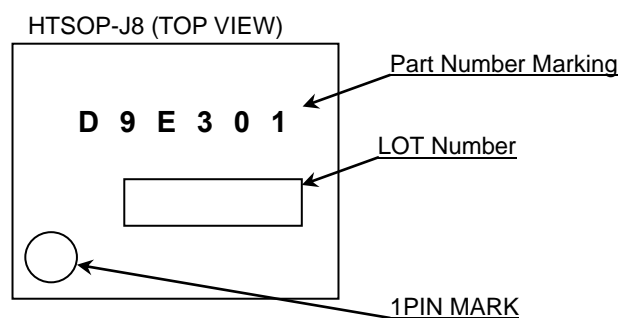 HTSOP-J8 (TOP VIEW)
Part Number Marking
D 9 E 3 0 1
LOT Number
1PIN MARK